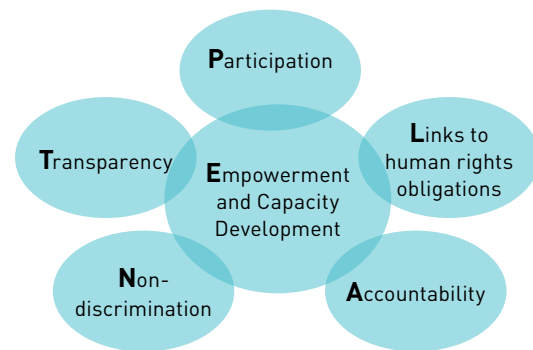 Participation
Links to
human rights
obligations
Transparency
Empowerment
and Capacity
Development
Non-
discrimination
Accountability